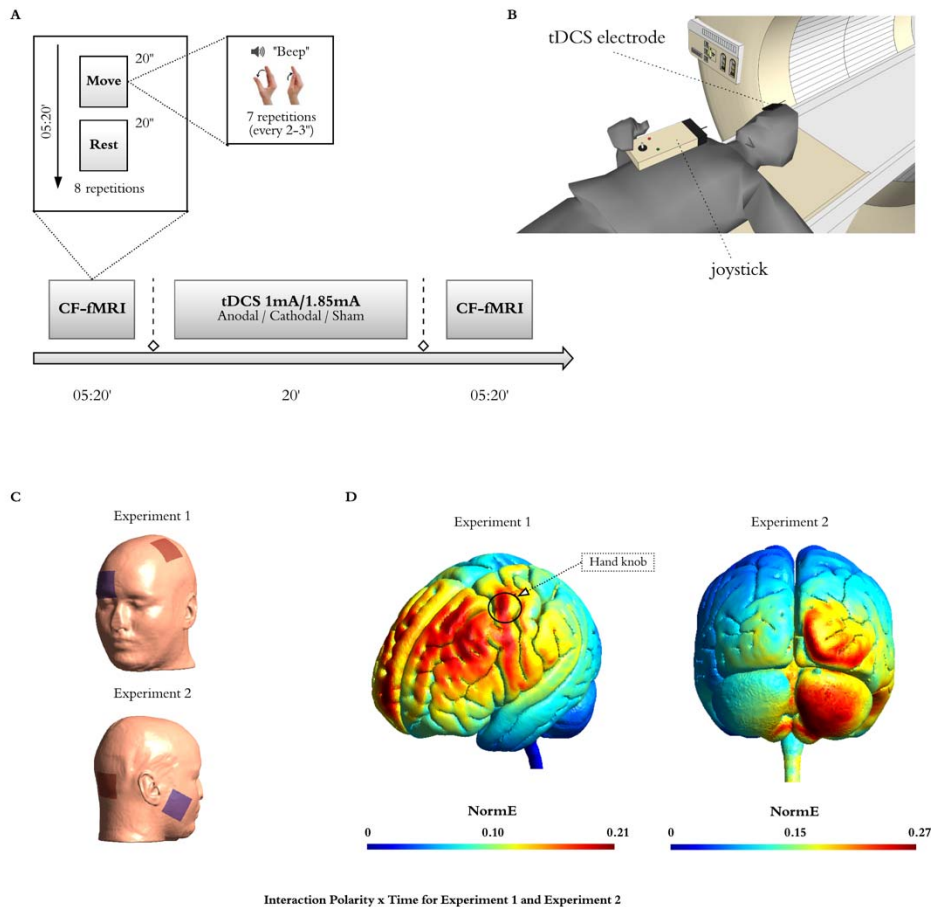 A
20"
Move
05:20'
20"
Rest
8 repetitions
"Beep"
7 repetitions
(every 2-3")
CF-fMRI
tDCS 1mA/1.85mA
Anodal / Cathodal / Sham
CF-fMRI
05:20'
20'
05:20'
B
tDCS electrode
joystick
C
Experiment 1
Experiment 2
D
Experiment 1
Hand knob
Experiment 2
NormE
0
0.10
0.21
NormE
0
0.15
0.27
Interaction Polarity x Time for Experiment 1 and Experiment 2